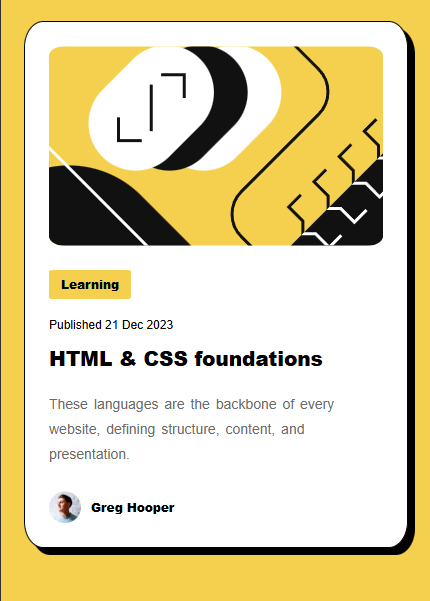 Learning
Published 21 Dec 2023
HTML & CSS foundations
These languages are the backbone of every
website, defining structure, content, and
presentation.
Greg Hooper